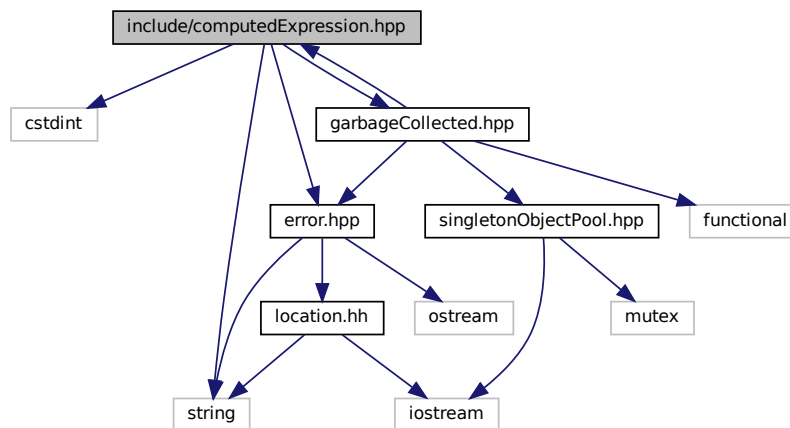 include/computedExpression.hpp
cstdint
garbageCollected.hpp
error.hpp
singletonObjectPool.hpp
functional
location.hh
ostream
mutex
string
iostream